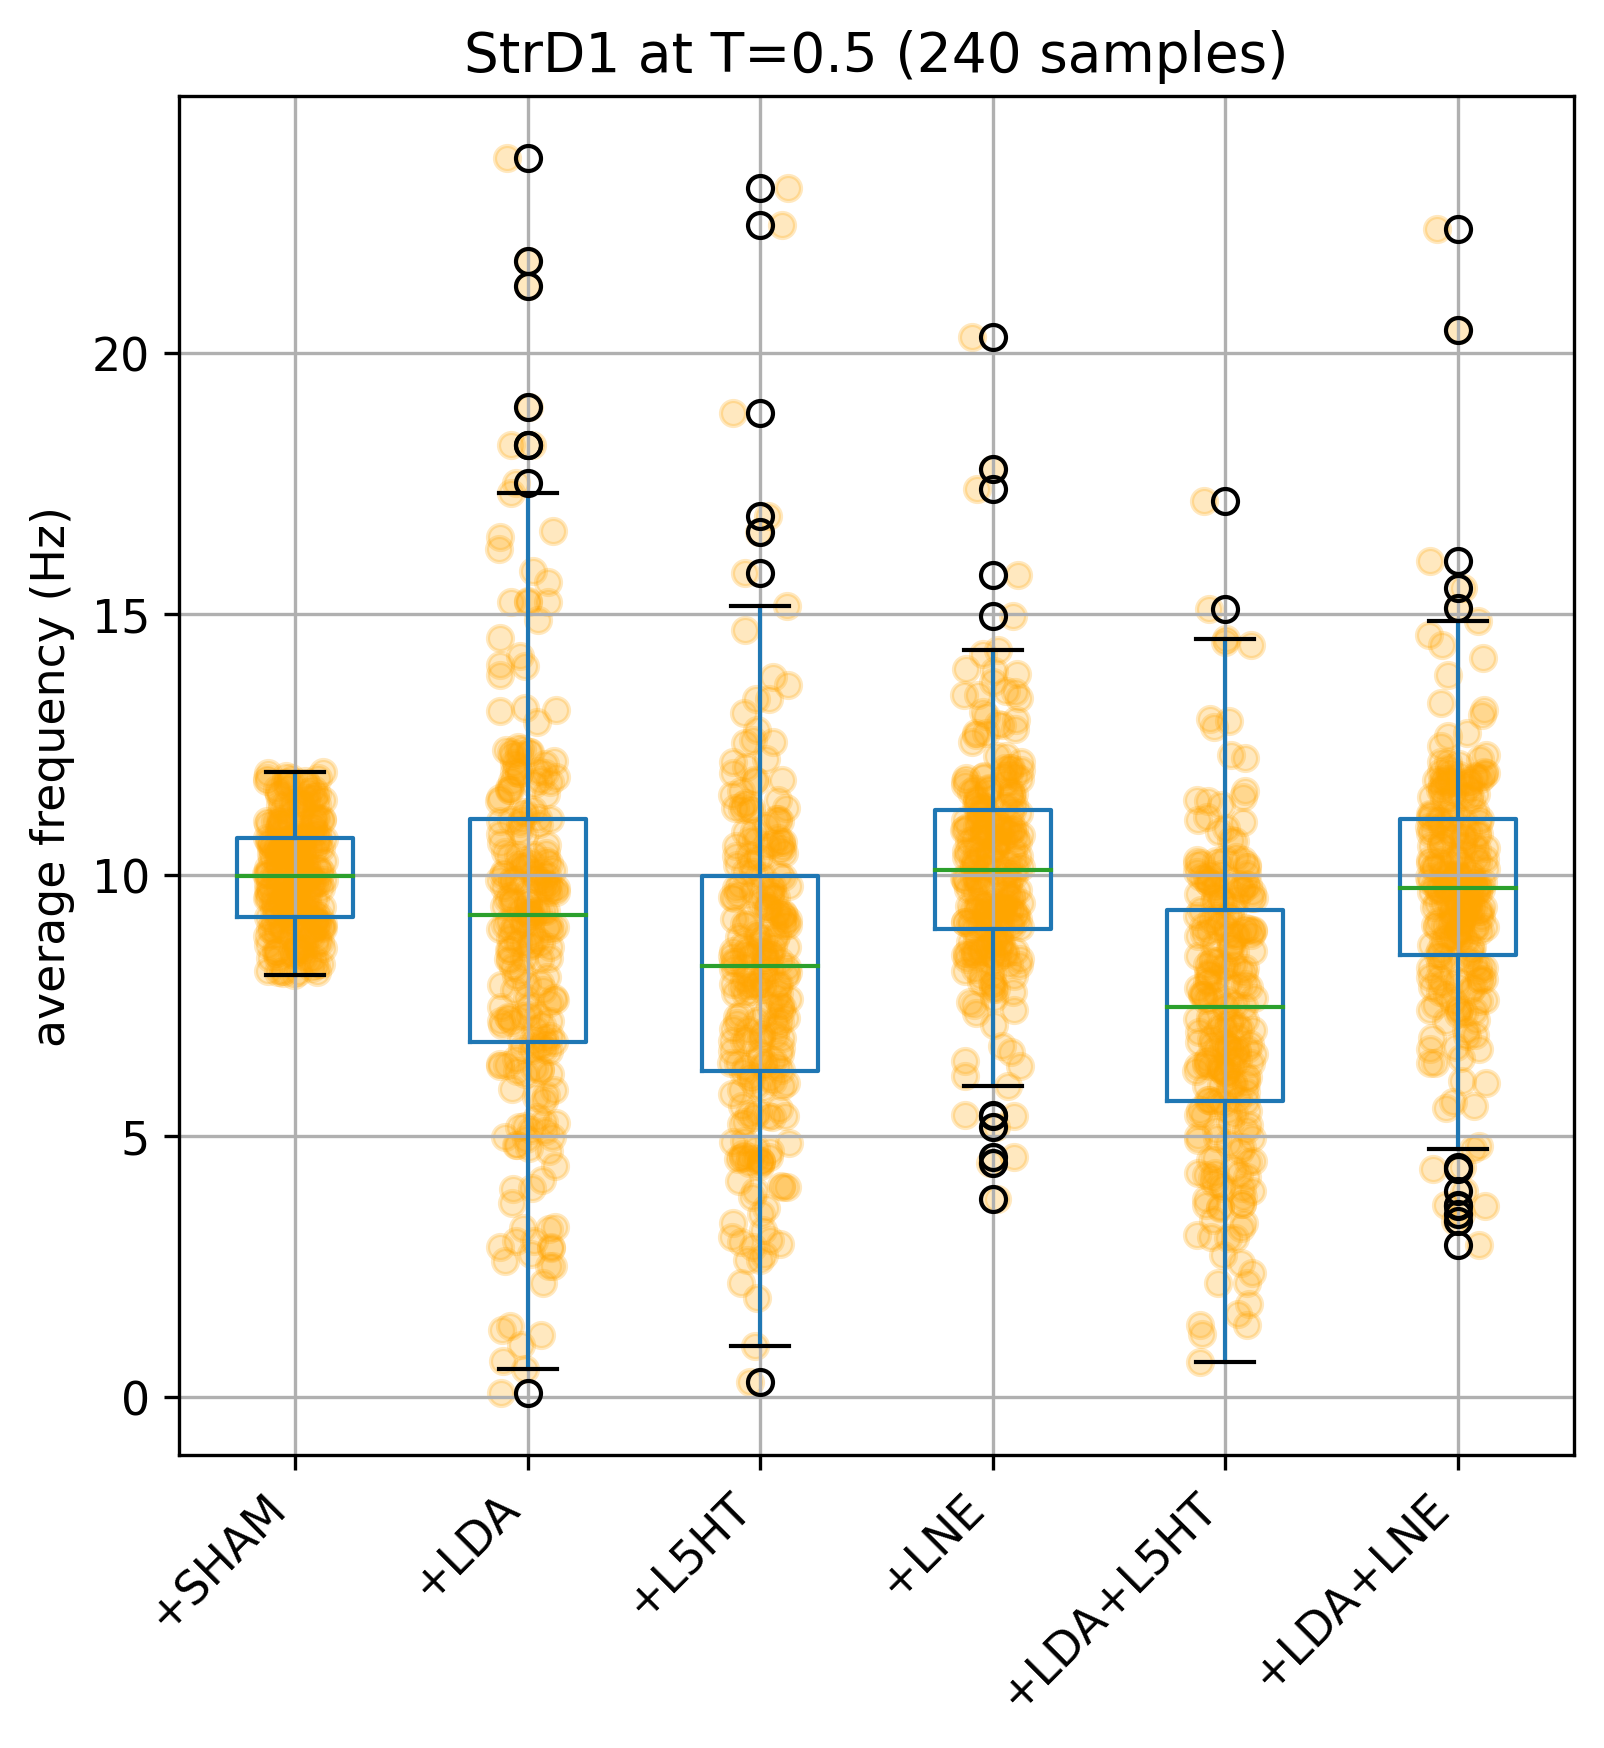 StrD1 at T=0.5 (240 samples)
average frequency (Hz)
20
15
10
5
0
+SHAM
+LDA
+L5HT
+LNE
+LDA+L5HT
+LDA+LNE